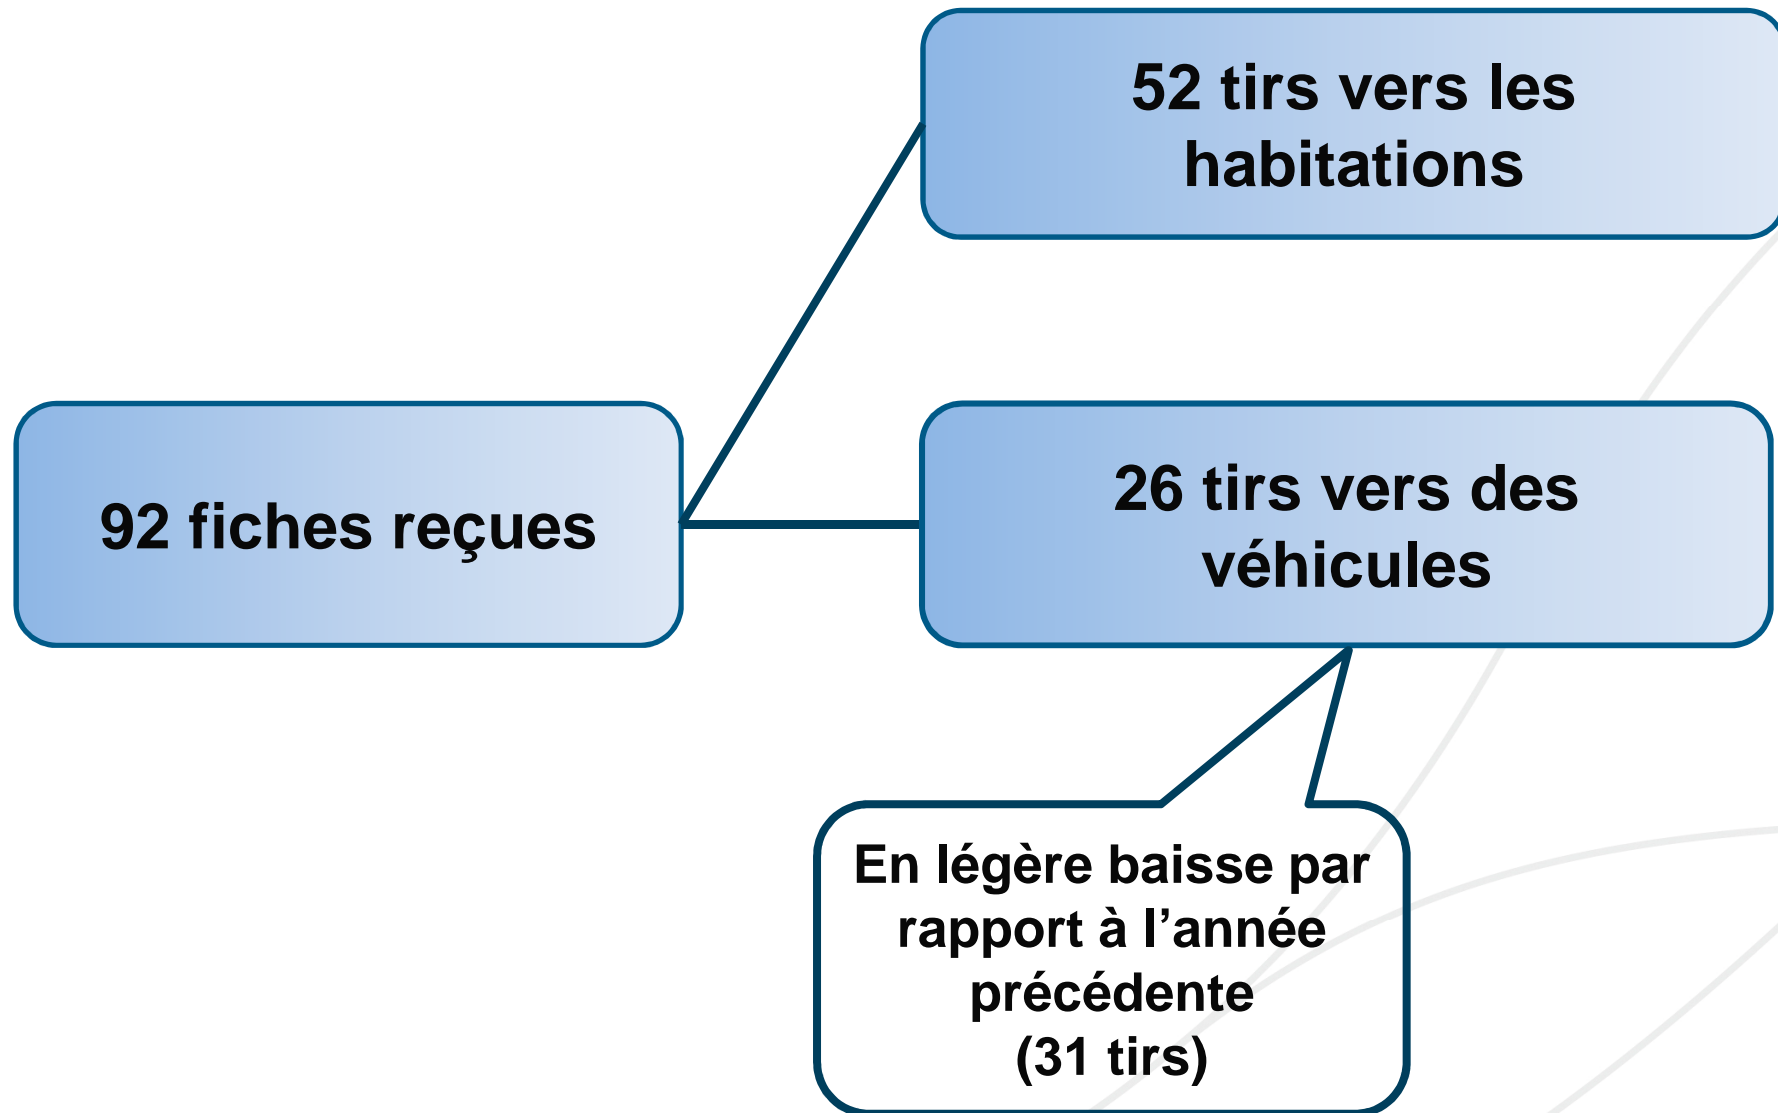 52 tirs vers les
habitations
92 fiches reçues
26 tirs vers des
véhicules
En légère baisse par
rapport à l’année
précédente
(31 tirs)